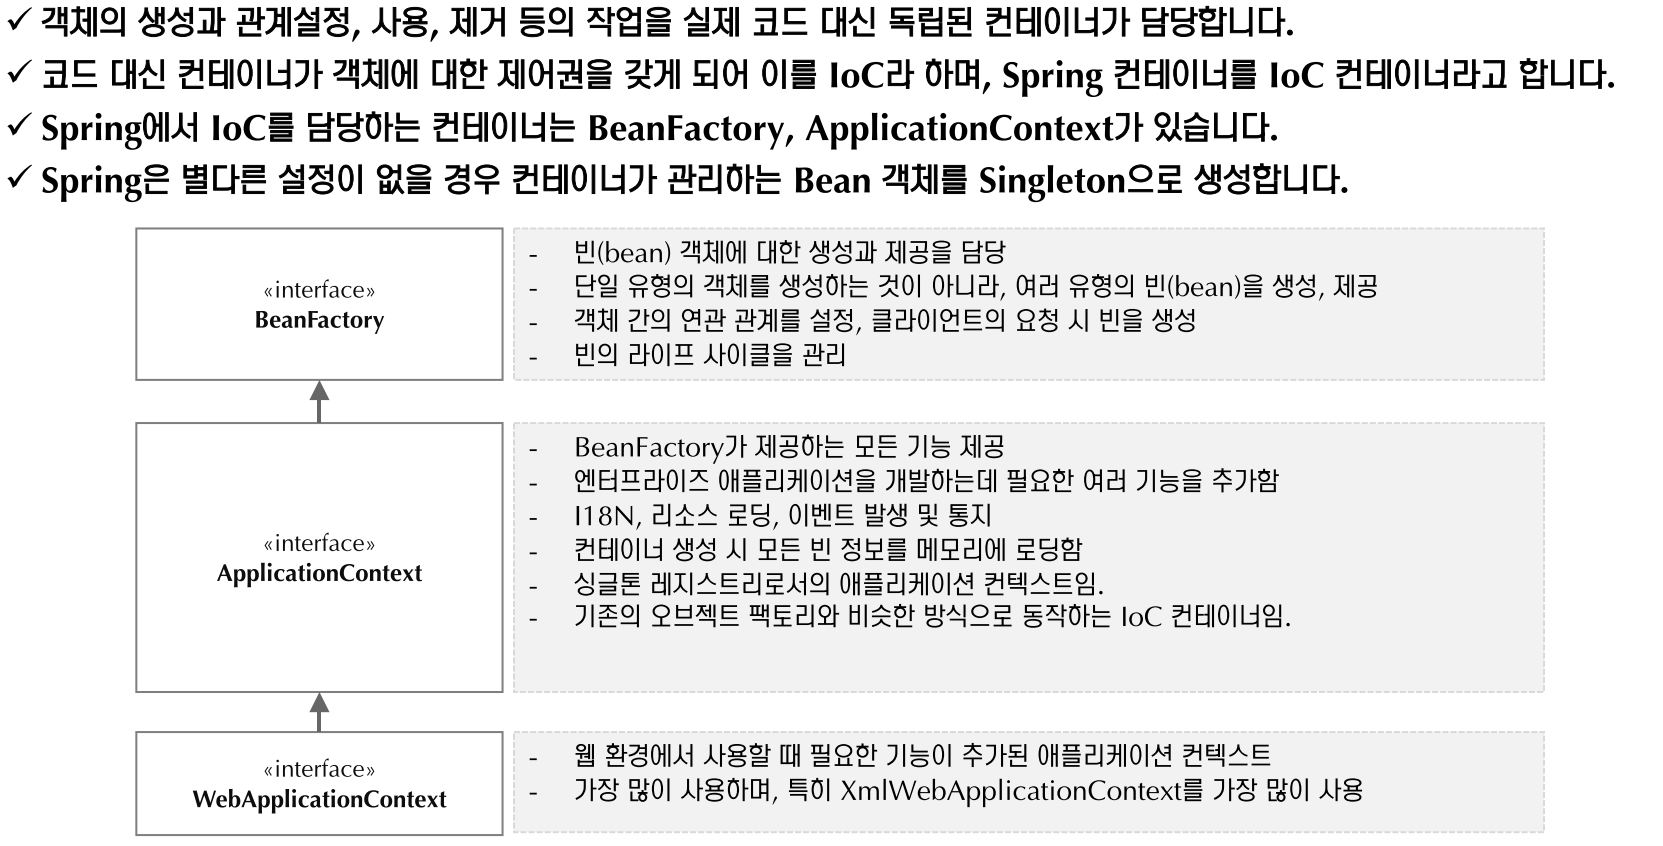 ✓ 객체의 생성과 관계설정, 사용, 제거 등의 작업을 실제 코드 대신 독립된 컨테이너가 담당합니다.
✓ 코드 대신 컨테이너가 객체에 대한 제어권을 갖게 되어 이를 IoC라 하며, Spring 컨테이너를 IoC 컨테이너라고 합니다.
✓ Spring에서 IoC를 담당하는 컨테이너는 BeanFactory, ApplicationContext가 있습니다.
✓ Spring은 별다른 설정이 없을 경우 컨테이너가 관리하는 Bean 객체를 Singleton으로 생성합니다.
«interface»
BeanFactory
- 빈(bean) 객체에 대한 생성과 제공을 담당
- 단일 유형의 객체를 생성하는 것이 아니라, 여러 유형의 빈(bean)을 생성, 제공
- 객체 간의 연관 관계를 설정, 클라이언트의 요청 시 빈을 생성
- 빈의 라이프 사이클을 관리
«interface»
ApplicationContext
- BeanFactory가 제공하는 모든 기능 제공
- 엔터프라이즈 애플리케이션을 개발하는데 필요한 여러 기능을 추가함
- I18N, 리소스 로딩, 이벤트 발생 및 통지
- 컨테이너 생성 시 모든 빈 정보를 메모리에 로딩함
- 싱글톤 레지스트리로서의 애플리케이션 컨텍스트임.
- 기존의 오브젝트 팩토리와 비슷한 방식으로 동작하는 IoC 컨테이너임.
«interface»
WebApplicationContext
- 웹 환경에서 사용할 때 필요한 기능이 추가된 애플리케이션 컨텍스트
- 가장 많이 사용하며, 특히 XmlWebApplicationContext를 가장 많이 사용